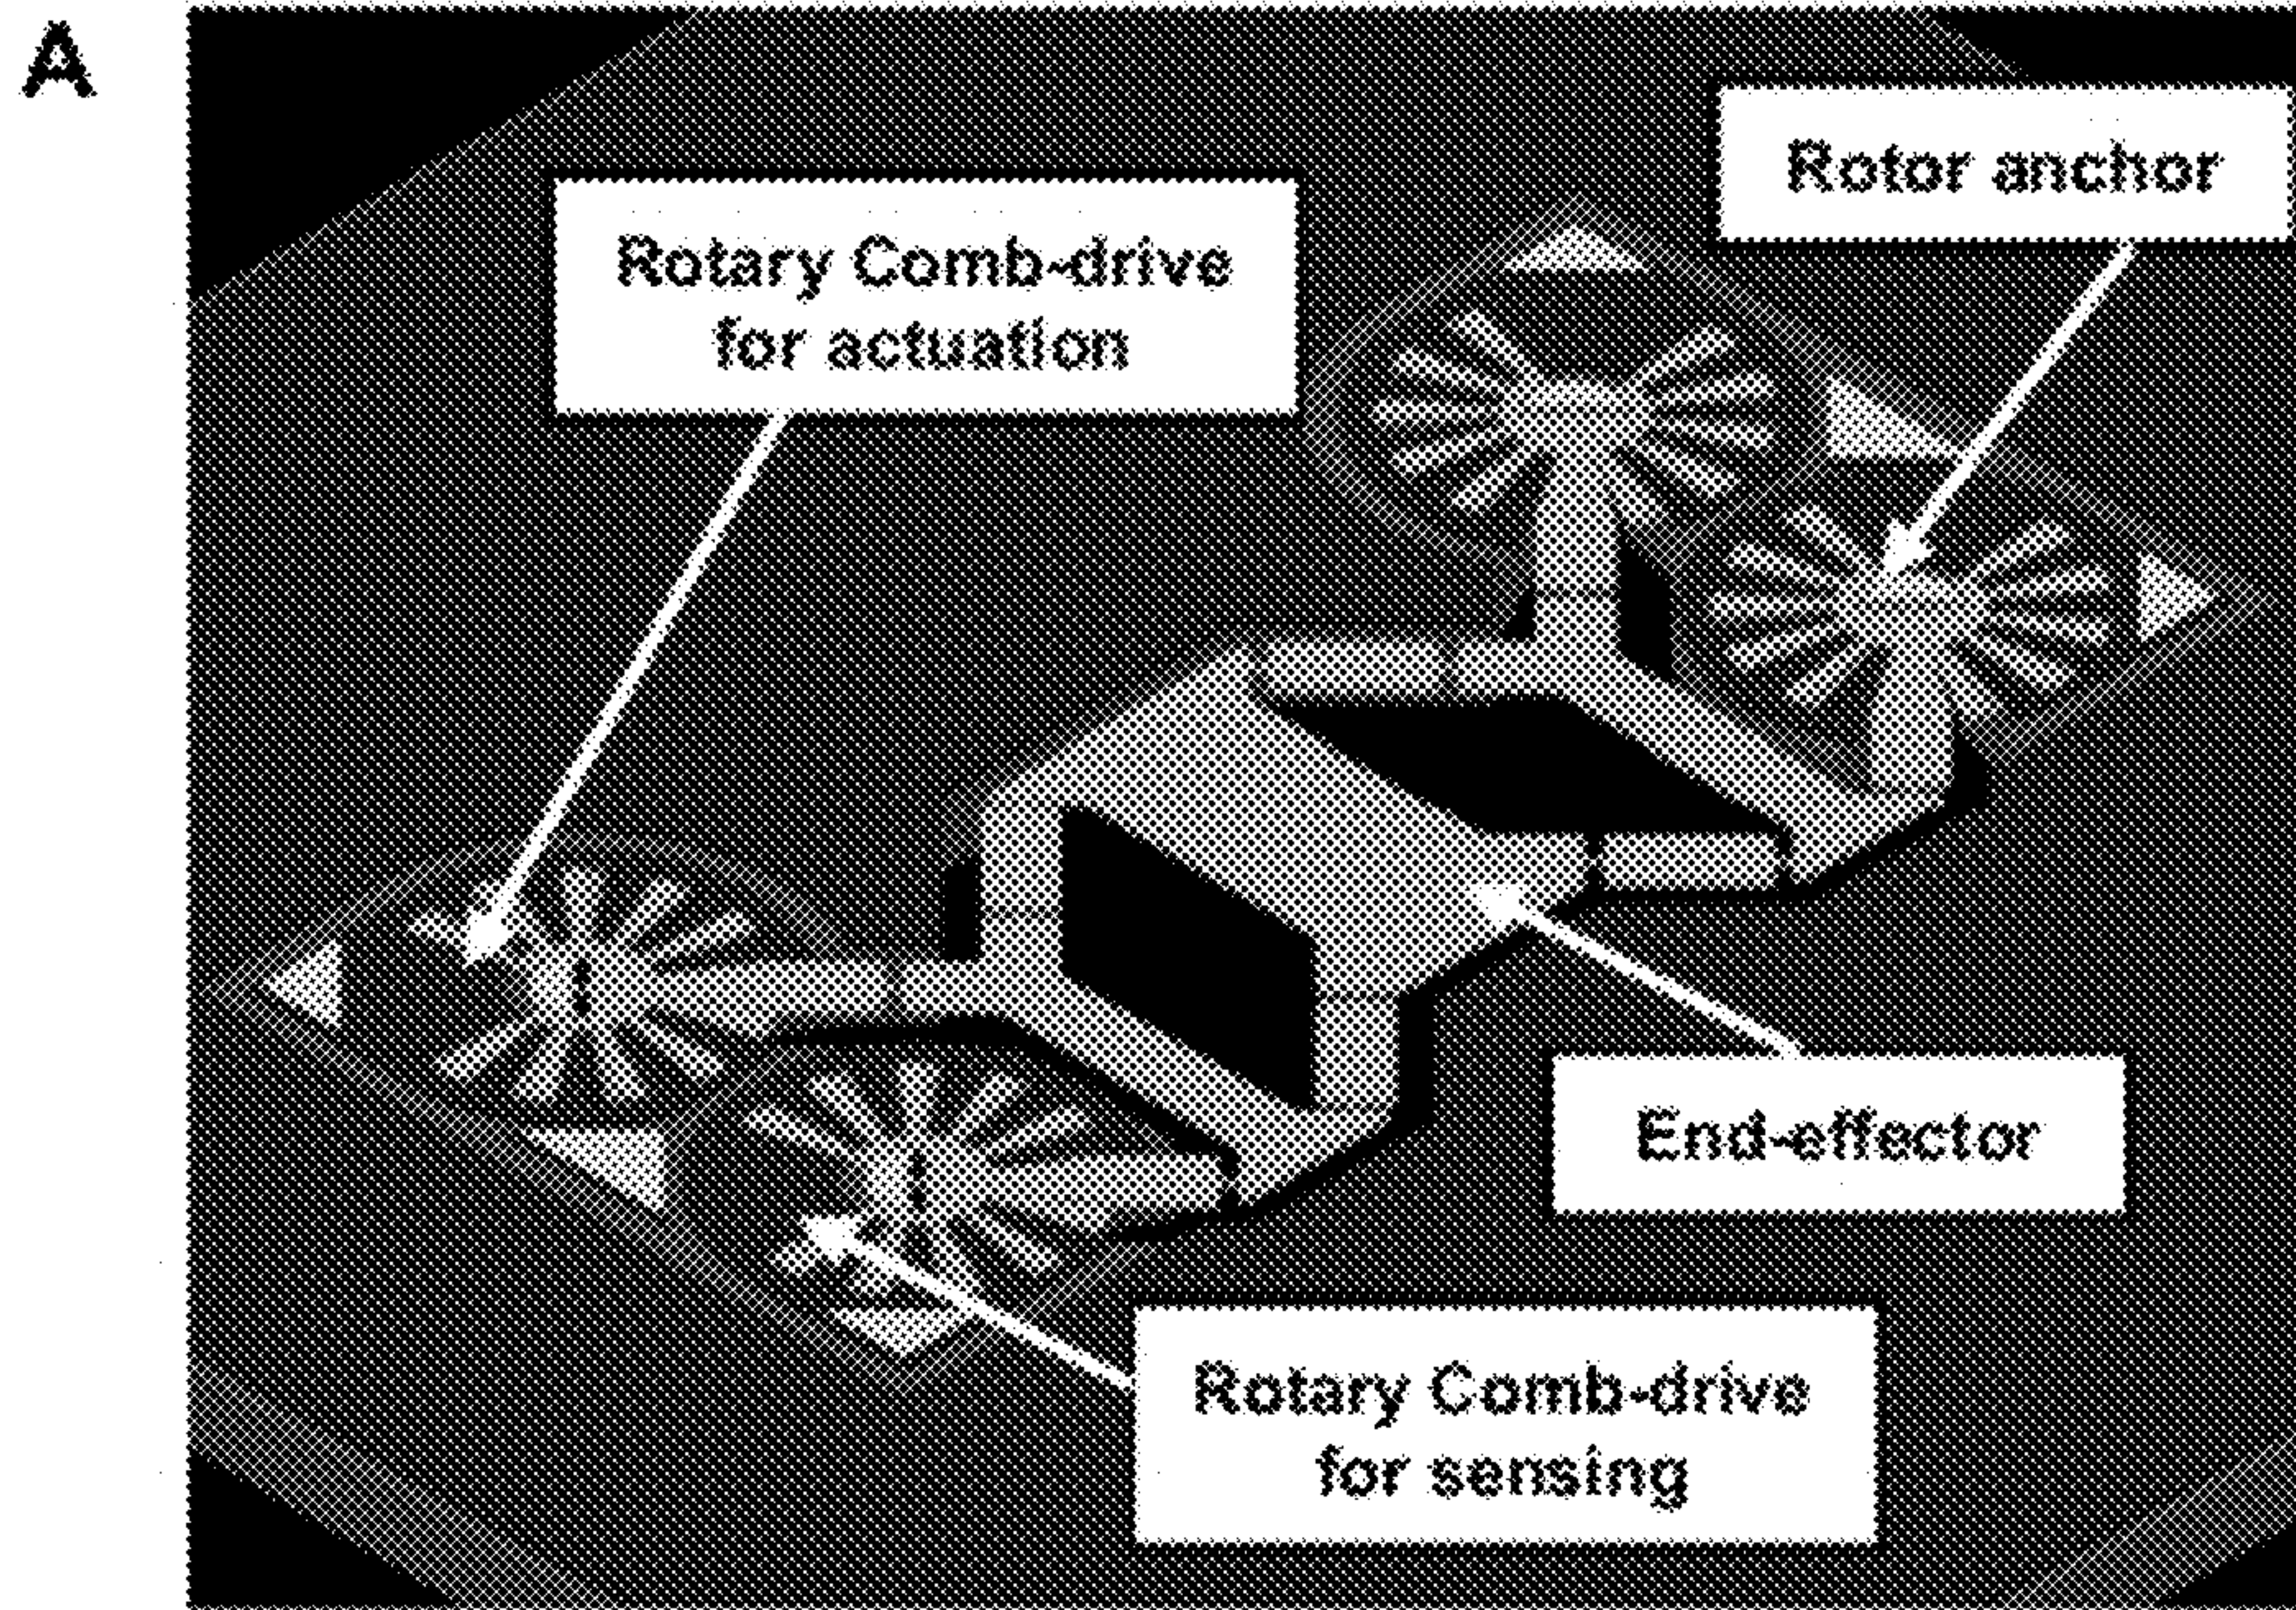 A
Rotor anchor
Rotary Comb-drive
for actuation
End-effector
Rotary Comb-drive
for sensing